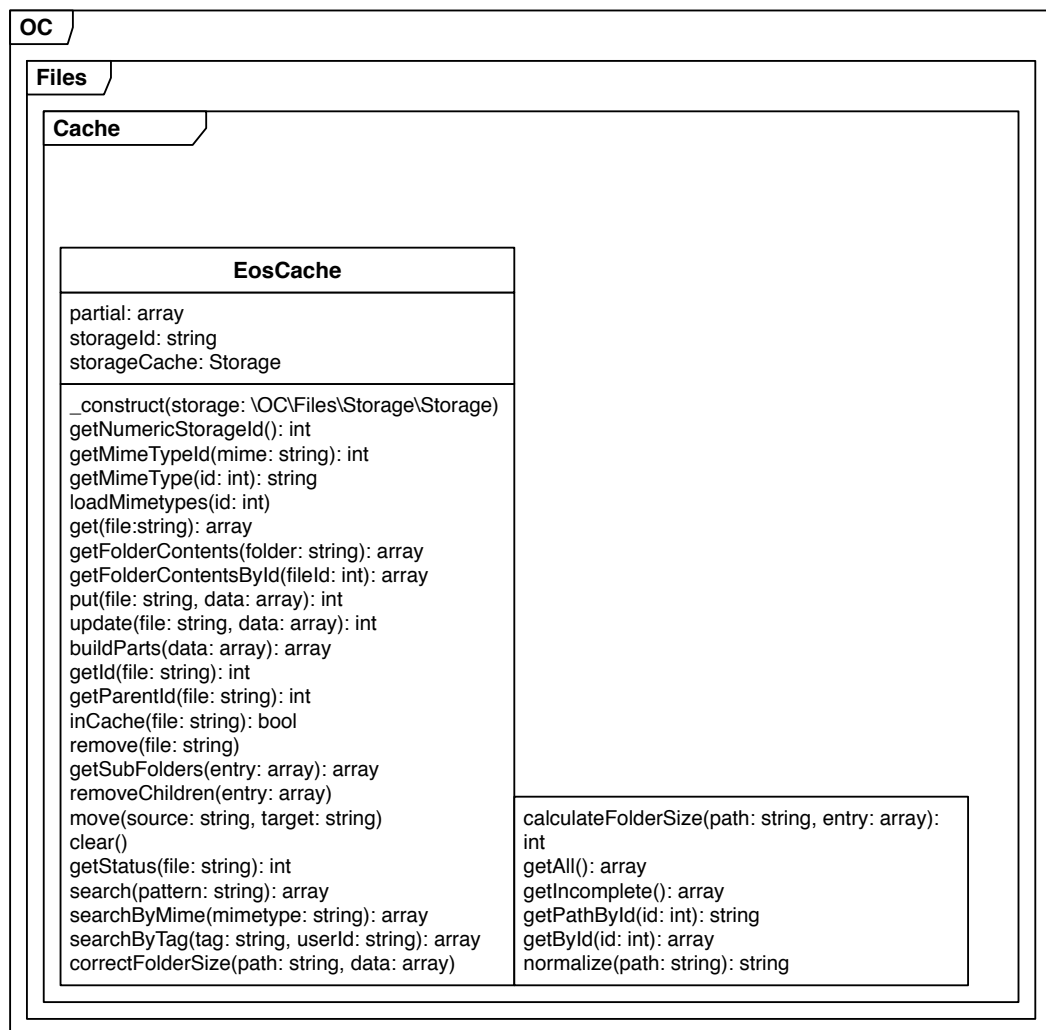 OC
Files
Cache
EosCache
partial: array
storageId: string
storageCache: Storage
_construct(storage: \OC\Files\Storage\Storage)
getNumericStorageId(): int
getMimeTypeId(mime: string): int
getMimeType(id: int): string
loadMimetypes(id: int)
get(file:string): array
getFolderContents(folder: string): array
getFolderContentsById(fileId: int): array
put(file: string, data: array): int
update(file: string, data: array): int
buildParts(data: array): array
getId(file: string): int
getParentId(file: string): int
inCache(file: string): bool
remove(file: string)
getSubFolders(entry: array): array
removeChildren(entry: array)
move(source: string, target: string)
clear()
getStatus(file: string): int
search(pattern: string): array
searchByMime(mimetype: string): array
searchByTag(tag: string, userId: string): array
correctFolderSize(path: string, data: array)
calculateFolderSize(path: string, entry: array):
int
getAll(): array
getIncomplete(): array
getPathById(id: int): string
getById(id: int): array
normalize(path: string): string